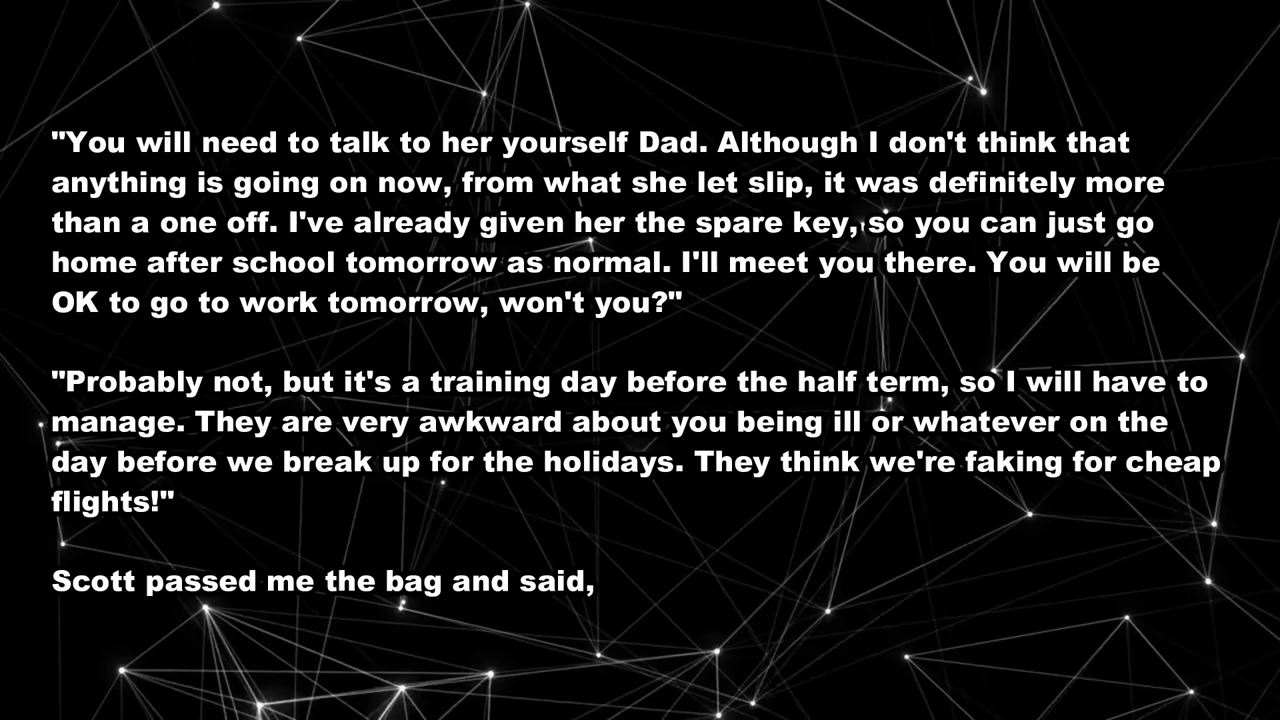 "You will need to talk to her yourself Dad. Although I don't think that
anything is going on now, from what she let slip, it was definitely more
than a one off. I've already given her the spare key, so you can just go
home after school tomorrow as normal. I'll meet you there. You will be
OK to go to work tomorrow, won't you?"
"Probably not, but it's a training day before the half term, so I will have to
manage. They are very awkward about you being ill or whatever on the
day before we break up for the holidays. They think we're faking for cheap
flights!"
Scott passed me the bag and said,